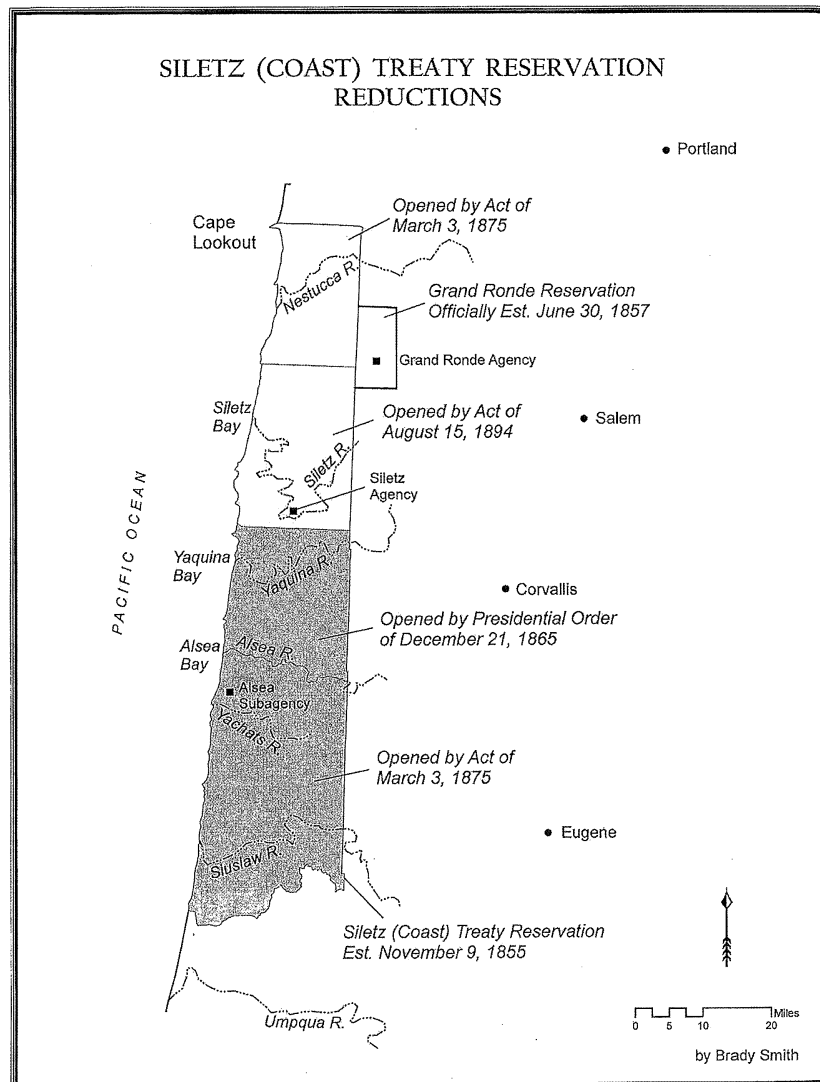 SILETZ (COAST) TREATY RESERVATION
REDUCTIONS
Portland
Opened by Act of
March 3, 1875
Cape
Lookout
Nestucca R.
Grand Ronde Reservation
Officially Est. June 30, 1857
Grand Ronde Agency
Siletz
Bay
Opened by Act of
August 15, 1894
Salem
Siletz R.
Siletz
Agency
PACIFIC OCEAN
Yaquina
Bay
Yaquina R.
Corvallis
Opened by Presidential Order
of December 21, 1865
Alsea
Bay
Alsea R.
Alsea
Subagency
Yachats R.
Opened by Act of
March 3, 1875
Eugene
Siuslaw R.
Siletz (Coast) Treaty Reservation
Est. November 9, 1855
Umpqua R.
Miles
0 5 10 20
by Brady Smith